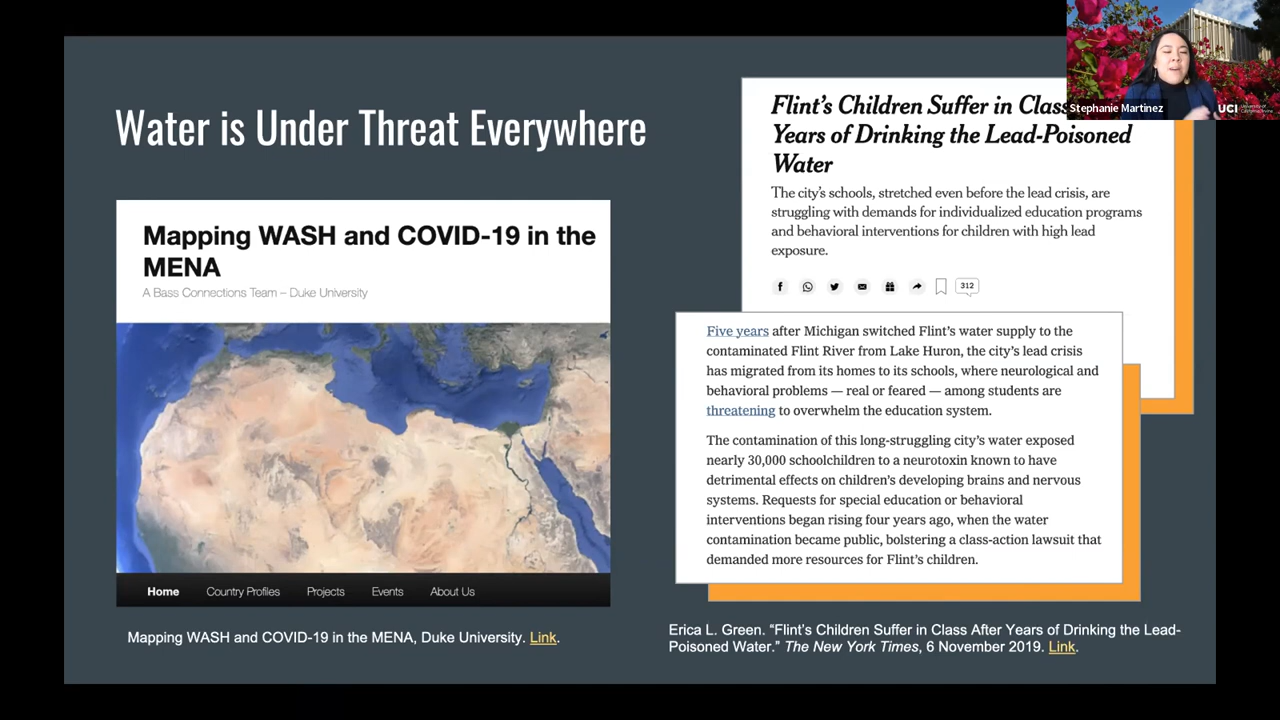 Water is Under Threat Everywhere
Mapping WASH and COVID-19 in the
MENA
A Bass Connections Team – Duke University
Home Country Profiles Projects Events About Us
Mapping WASH and COVID-19 in the MENA, Duke University. Link.
Flint's Children Suffer in Class
Years of Drinking the Lead-Poisoned
Water
The city's schools, stretched even before the lead crisis, are
struggling with demands for individualized education programs
and behavioral interventions for children with high lead
exposure.
312
Five years after Michigan switched Flint's water supply to the
contaminated Flint River from Lake Huron, the city's lead crisis
has migrated from its homes to its schools, where neurological and
behavioral problems — real or feared — among students are
threatening to overwhelm the education system.
The contamination of this long-struggling city's water exposed
nearly 30,000 schoolchildren to a neurotoxin known to have
detrimental effects on children's developing brains and nervous
systems. Requests for special education or behavioral
interventions began rising four years ago, when the water
contamination became public, bolstering a class-action lawsuit that
demanded more resources for Flint's children.
Erica L. Green. "Flint's Children Suffer in Class After Years of Drinking the Lead-
Poisoned Water." The New York Times, 6 November 2019. Link.
Stephanie Martinez
UCI